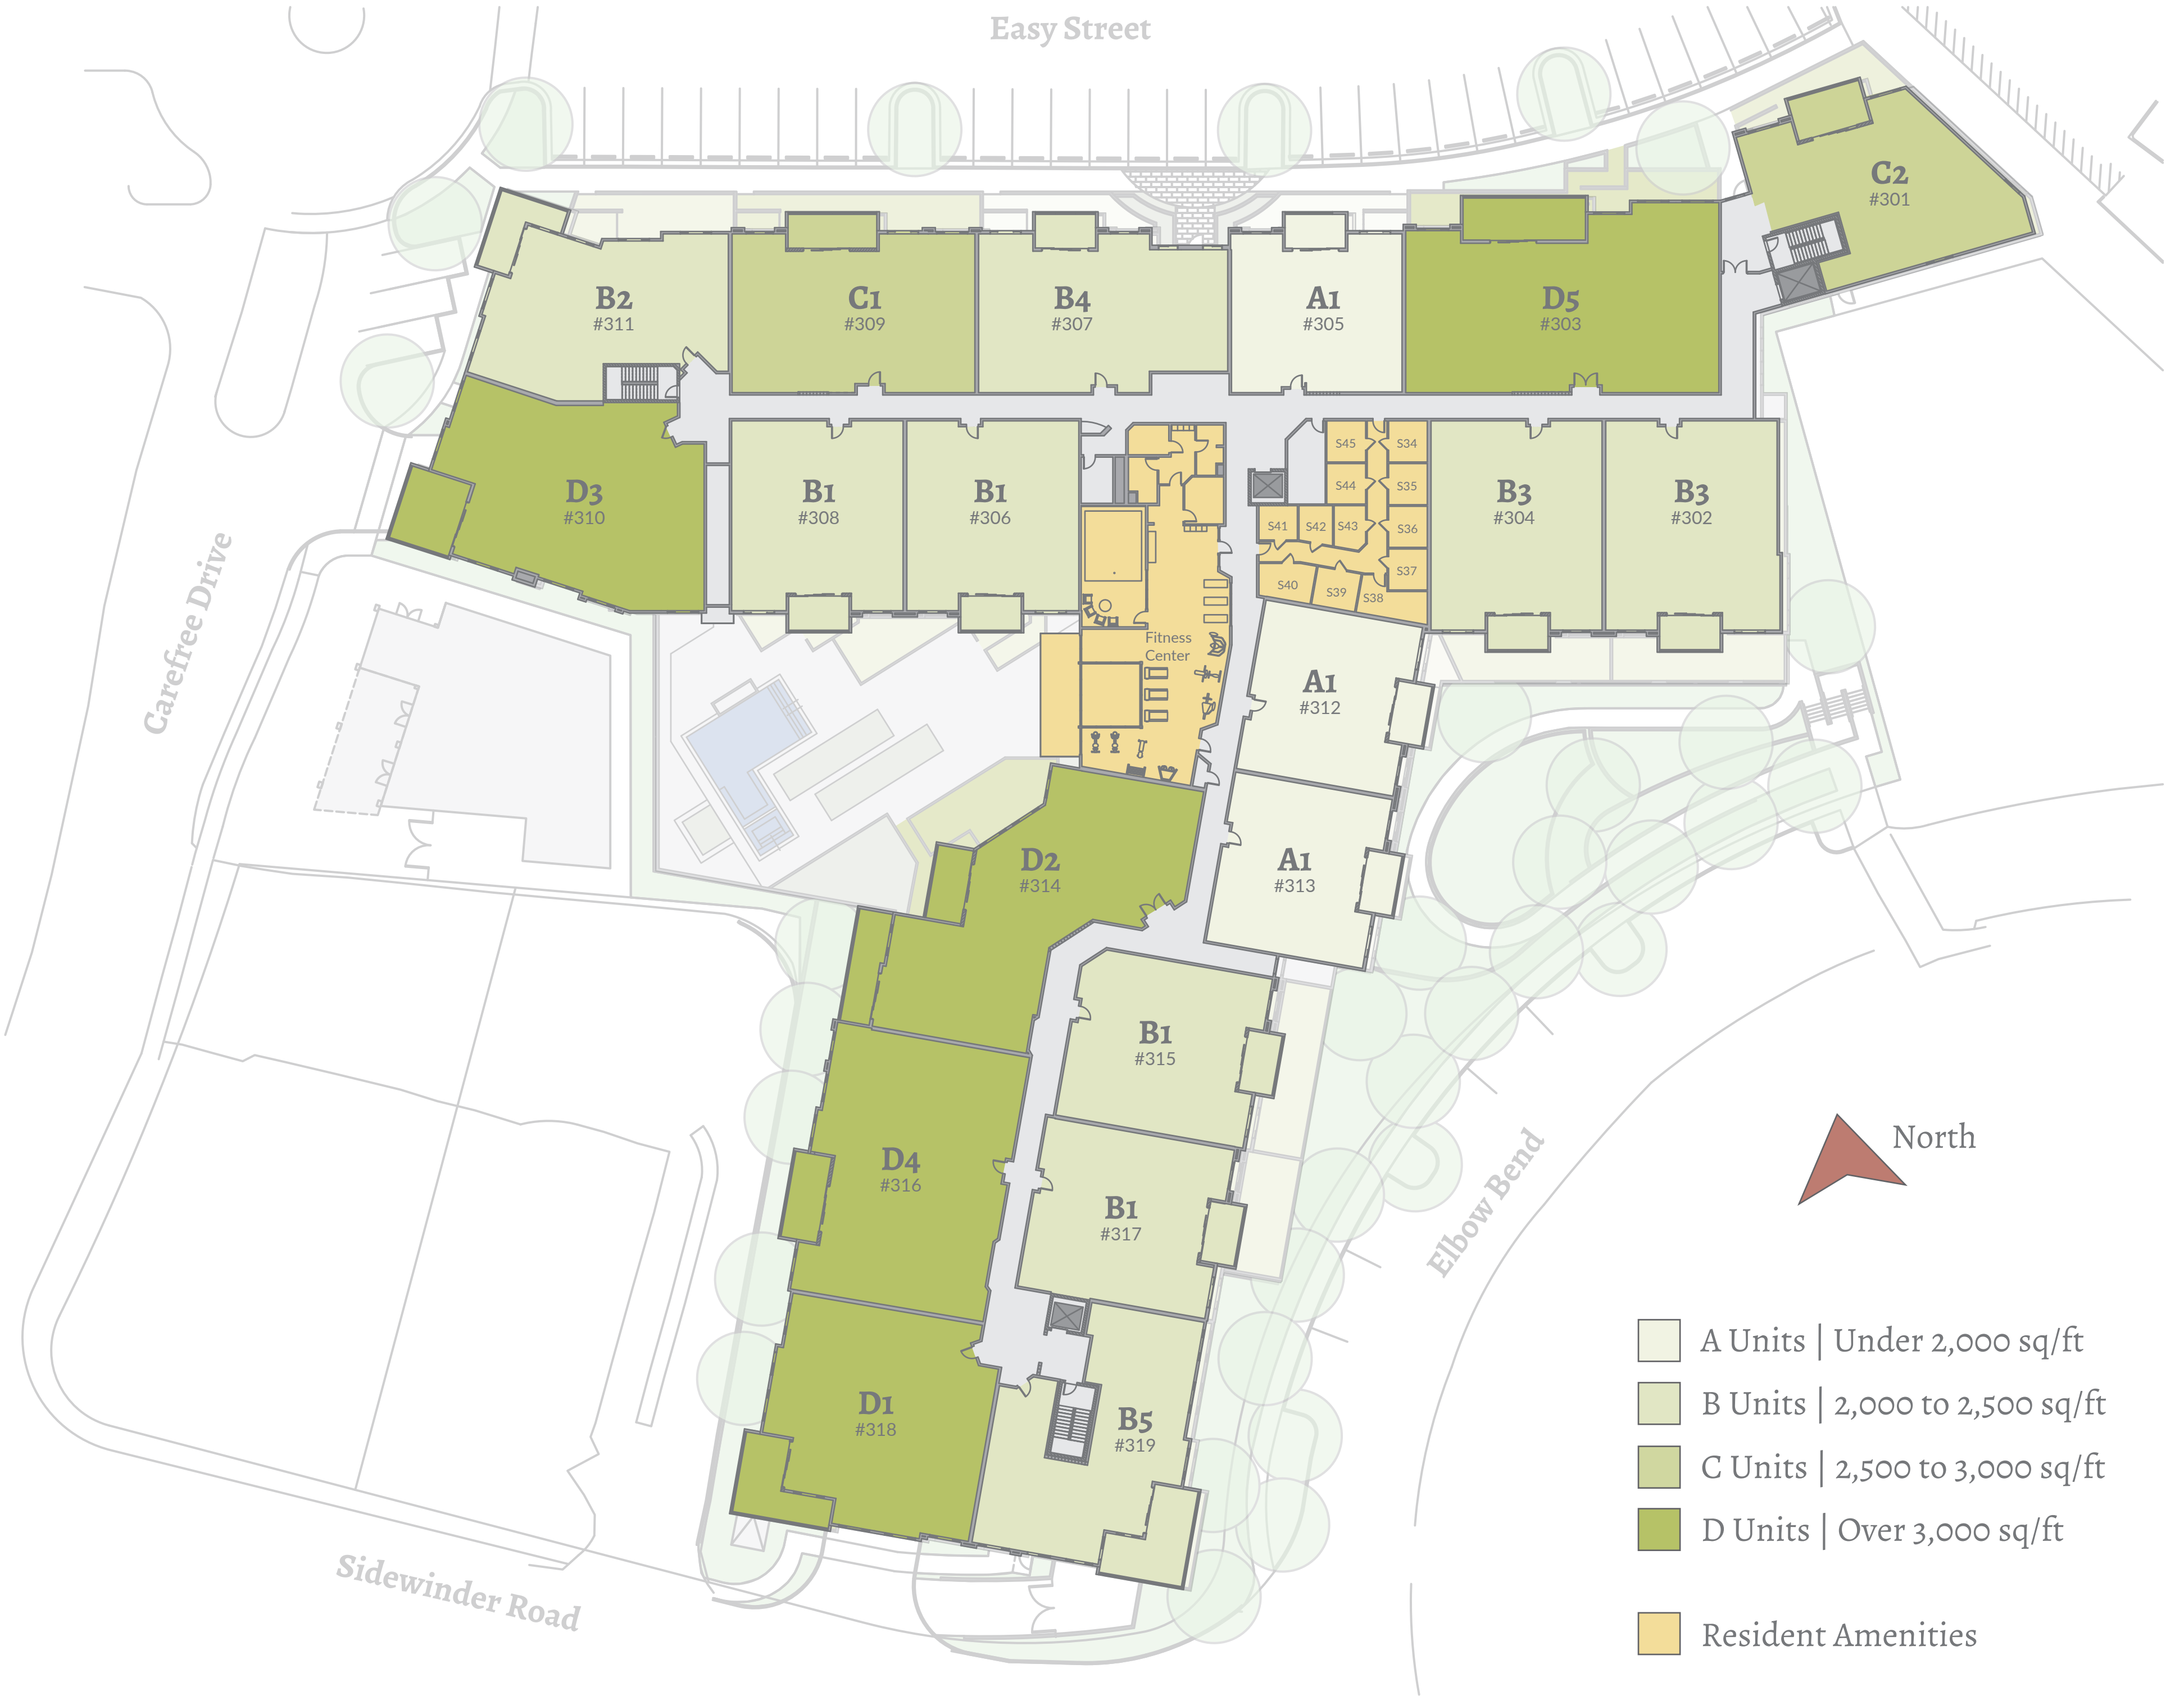 Easy Street
C2
#301
B2
#311
C1
#309
B4
#307
A1
#305
D5
#303
D3
#310
B1
#308
B1
#306
S45
S34
S44
S35
S41
S42
S43
S36
S37
S40
S39
S38
B3
#304
B3
#302
Carefree Drive
Fitness
Center
A1
#312
D2
#314
A1
#313
B1
#315
D4
#316
B1
#317
D1
#318
B5
#319
Elbow Bend
North
Sidewinder Road
A Units | Under 2,000 sq/ft
B Units | 2,000 to 2,500 sq/ft
C Units | 2,500 to 3,000 sq/ft
D Units | Over 3,000 sq/ft
Resident Amenities